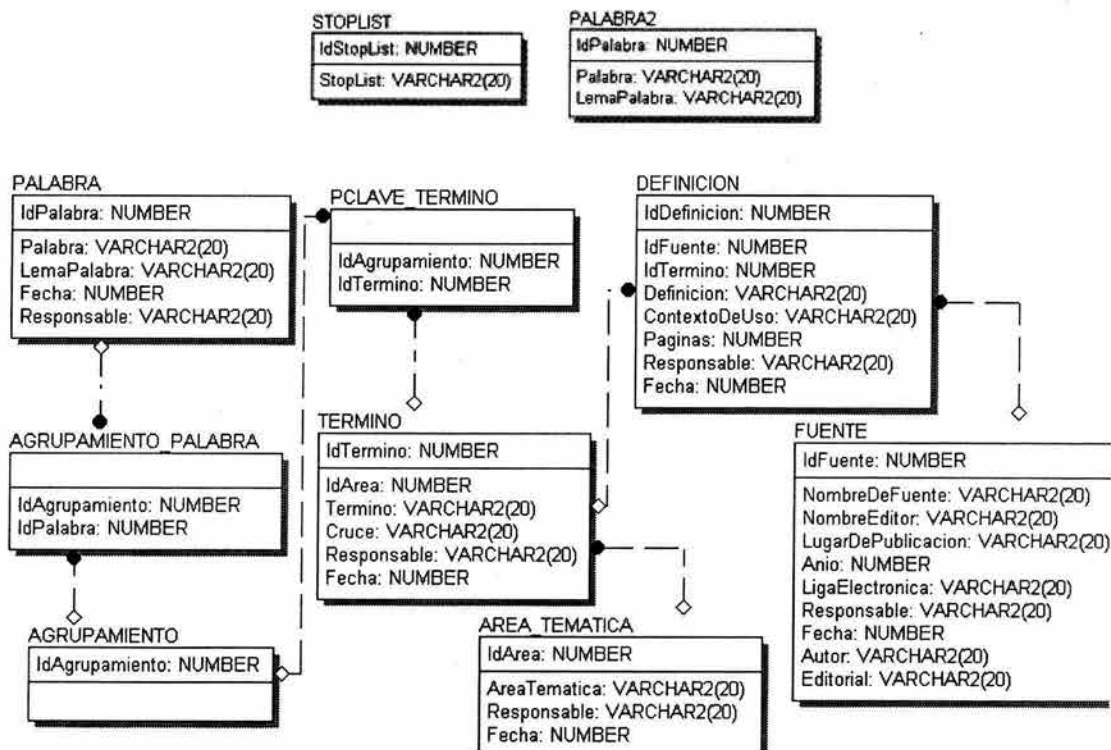 STOPLIST
IdStopList: NUMBER
StopList: VARCHAR2(20)
PALABRA2
IdPalabra: NUMBER
Palabra: VARCHAR2(20)
LemaPalabra: VARCHAR2(20)
PALABRA
IdPalabra: NUMBER
Palabra: VARCHAR2(20)
LemaPalabra: VARCHAR2(20)
Fecha: NUMBER
Responsable: VARCHAR2(20)
PCLAVE_TERMINO
IdAgrupamiento: NUMBER
IdTermino: NUMBER
DEFINICION
IdDefinicion: NUMBER
IdFuente: NUMBER
IdTermino: NUMBER
Definicion: VARCHAR2(20)
ContextoDeUso: VARCHAR2(20)
Paginas: NUMBER
Responsable: VARCHAR2(20)
Fecha: NUMBER
AGRUPAMIENTO_PALABRA
IdAgrupamiento: NUMBER
IdPalabra: NUMBER
TERMINO
IdTermino: NUMBER
IdArea: NUMBER
Termino: VARCHAR2(20)
Cruce: VARCHAR2(20)
Responsable: VARCHAR2(20)
Fecha: NUMBER
FUENTE
IdFuente: NUMBER
NombreDeFuente: VARCHAR2(20)
NombreEditor: VARCHAR2(20)
LugarDePublicacion: VARCHAR2(20)
Anio: NUMBER
LigaElectronica: VARCHAR2(20)
Responsable: VARCHAR2(20)
Fecha: NUMBER
Autor: VARCHAR2(20)
Editorial: VARCHAR2(20)
AGRUPAMIENTO
IdAgrupamiento: NUMBER
AREA_TEMATICA
IdArea: NUMBER
AreaTematica: VARCHAR2(20)
Responsable: VARCHAR2(20)
Fecha: NUMBER